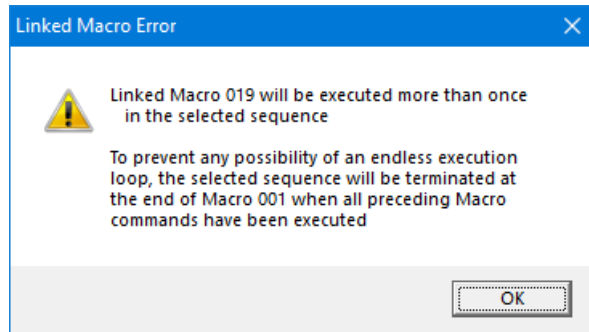 Linked Macro Error
Linked Macro 019 will be executed more than once
in the selected sequence
To prevent any possibility of an endless execution
loop, the selected sequence will be terminated at
the end of Macro 001 when all preceding Macro
commands have been executed
OK